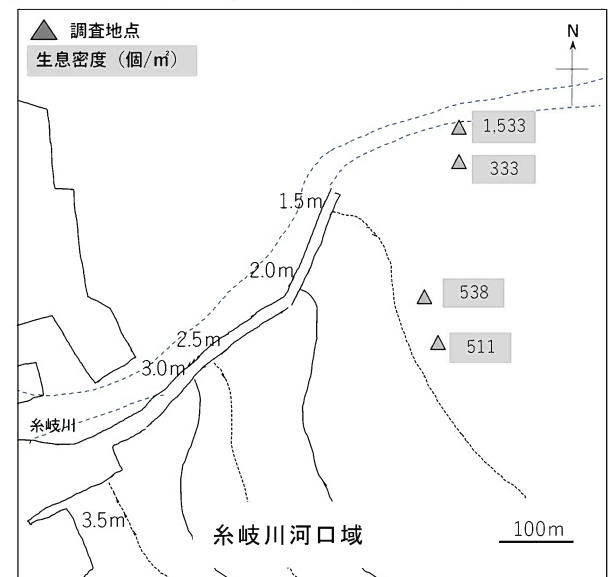 調査地点
生息密度（個/㎡）
N
1,533
333
1.5m
2.0m
538
2.5m
511
3.0m
糸岐川
3.5m
糸岐川河口域
100m